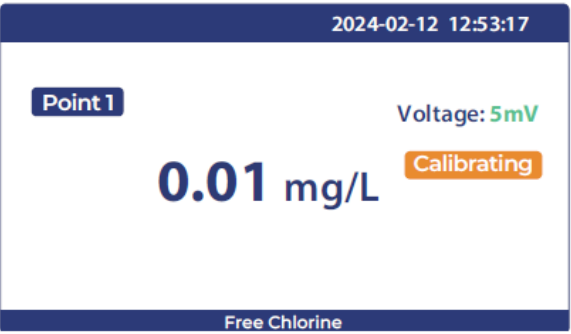 2024-02-12 12:53:17
Point 1
Voltage: 5mV
Calibrating
0.01 mg/L
Free Chlorine